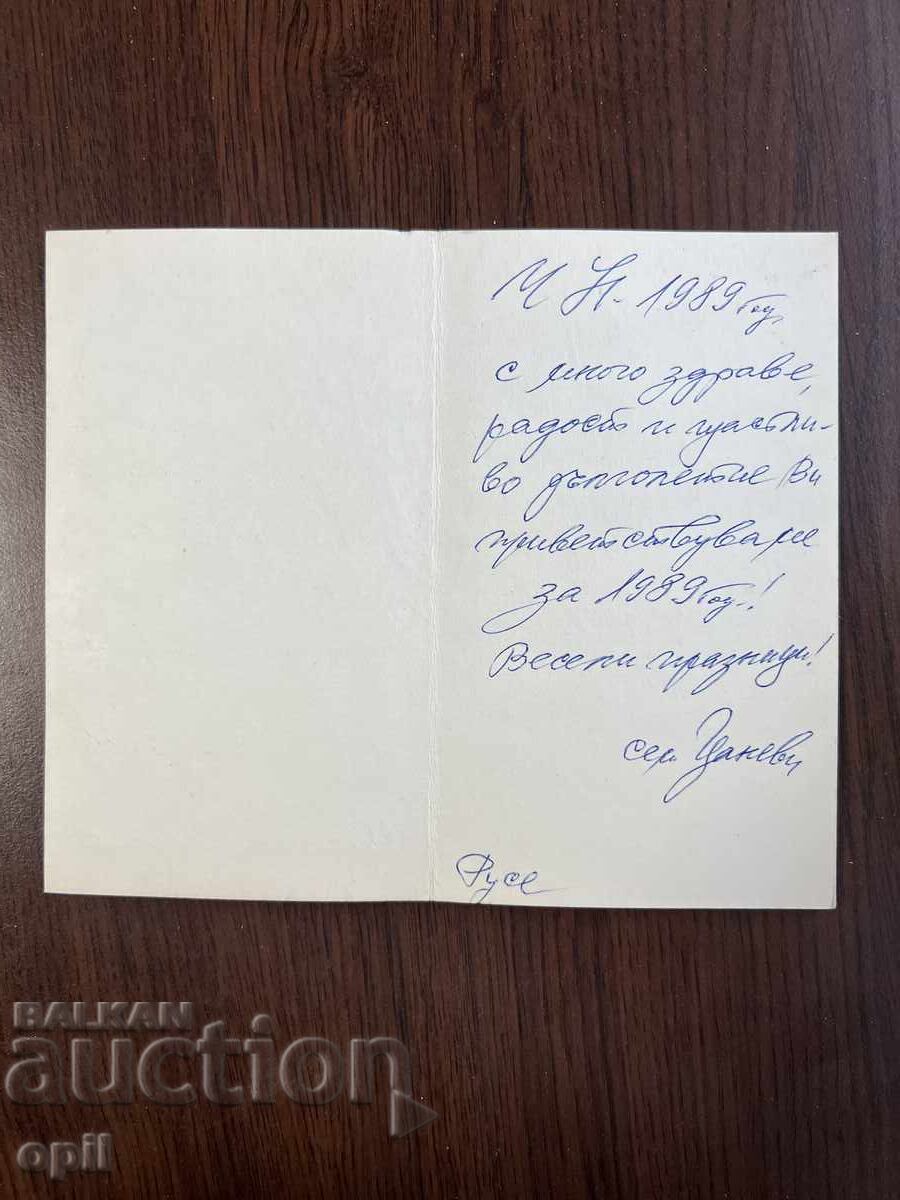 Ч Н. 1989 год.
с много здраве,
радост и щастли-
во дълголетие Ви
приветствуваме
за 1989 год.!
Весели празници!
сем. Цаневи
Русе
BALKAN
auction
opil